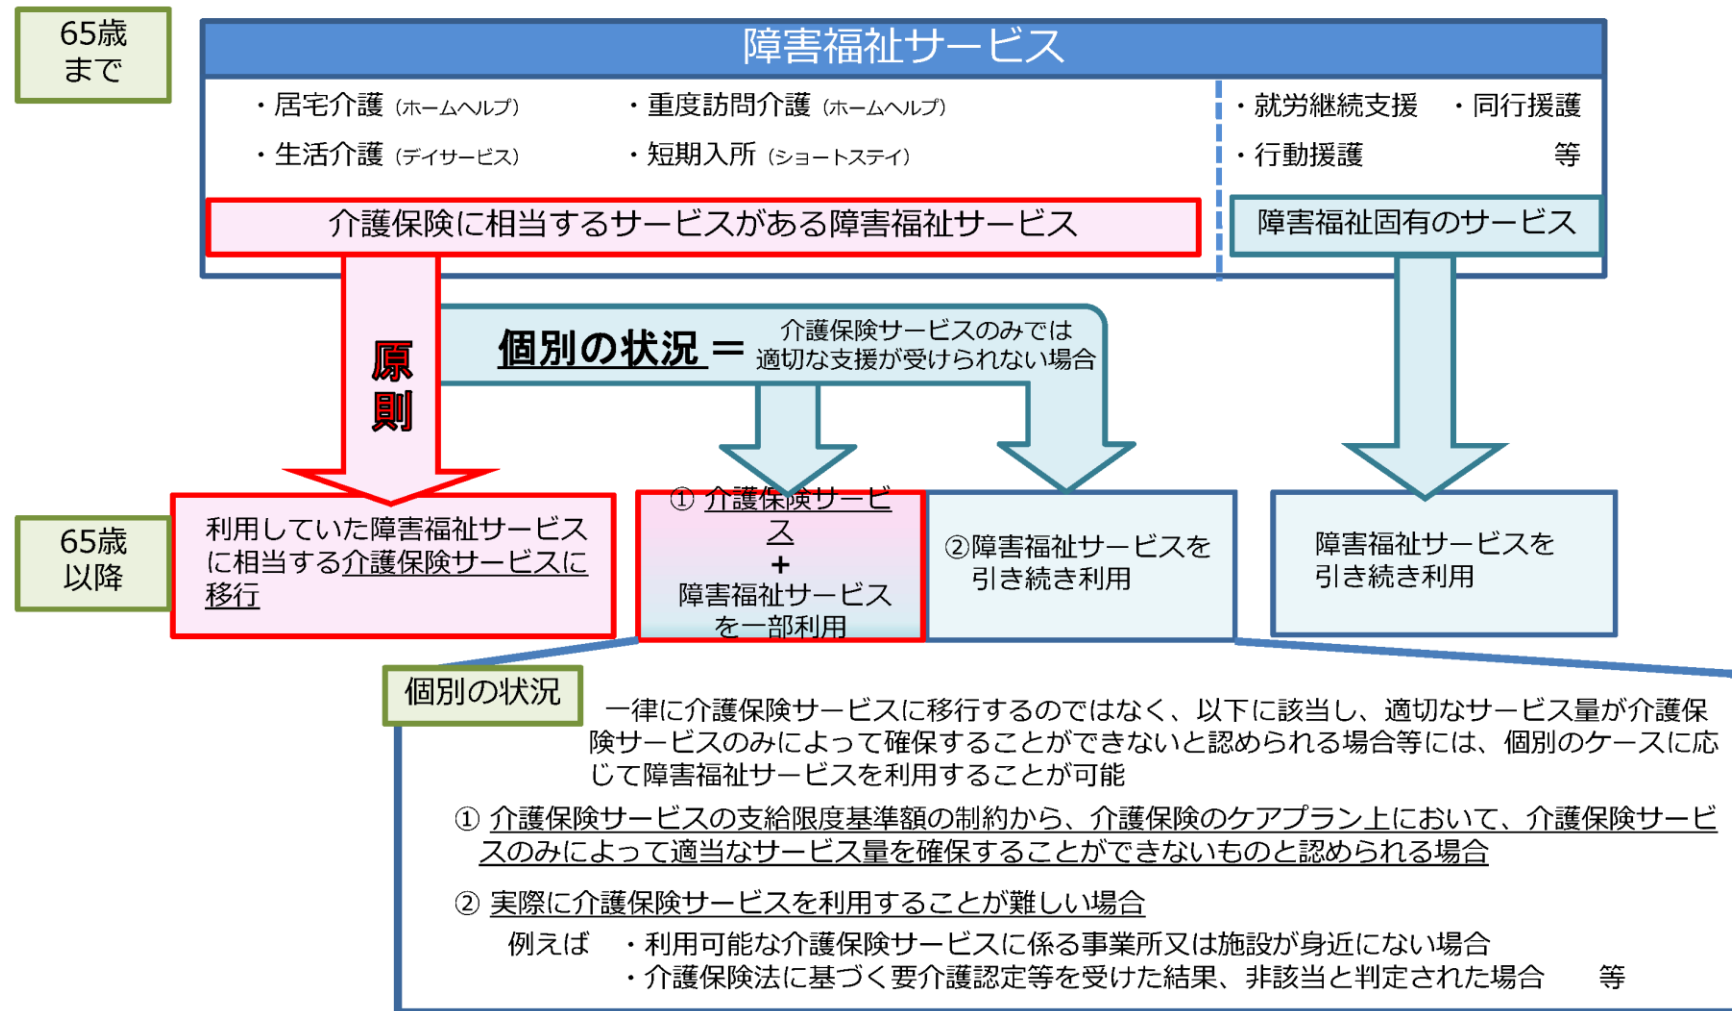 65歳
まで
障害福祉サービス
・居宅介護（ホームヘルプ）
・重度訪問介護（ホームヘルプ）
・就労継続支援
・同行援護
・生活介護（デイサービス）
・短期入所（ショートステイ）
・行動援護
等
介護保険に相当するサービスがある障害福祉サービス
障害福祉固有のサービス
原
則
個別の状況＝
介護保険サービスのみでは
適切な支援が受けられない場合
65歳
以降
利用していた障害福祉サービス
に相当する介護保険サービスに
移行
① 介護保険サービ
ス
＋
障害福祉サービス
を一部利用
②障害福祉サービスを
引き続き利用
障害福祉サービスを
引き続き利用
個別の状況
一律に介護保険サービスに移行するのではなく、以下に該当し、適切なサービス量が介護保
険サービスのみによって確保することができないと認められる場合等には、個別のケースに応
じて障害福祉サービスを利用することが可能
① 介護保険サービスの支給限度基準額の制約から、介護保険のケアプラン上において、介護保険サービ
スのみによって適当なサービス量を確保することができないものと認められる場合
② 実際に介護保険サービスを利用することが難しい場合
例えば ・利用可能な介護保険サービスに係る事業所又は施設が身近にない場合
・介護保険法に基づく要介護認定等を受けた結果、非該当と判定された場合 等